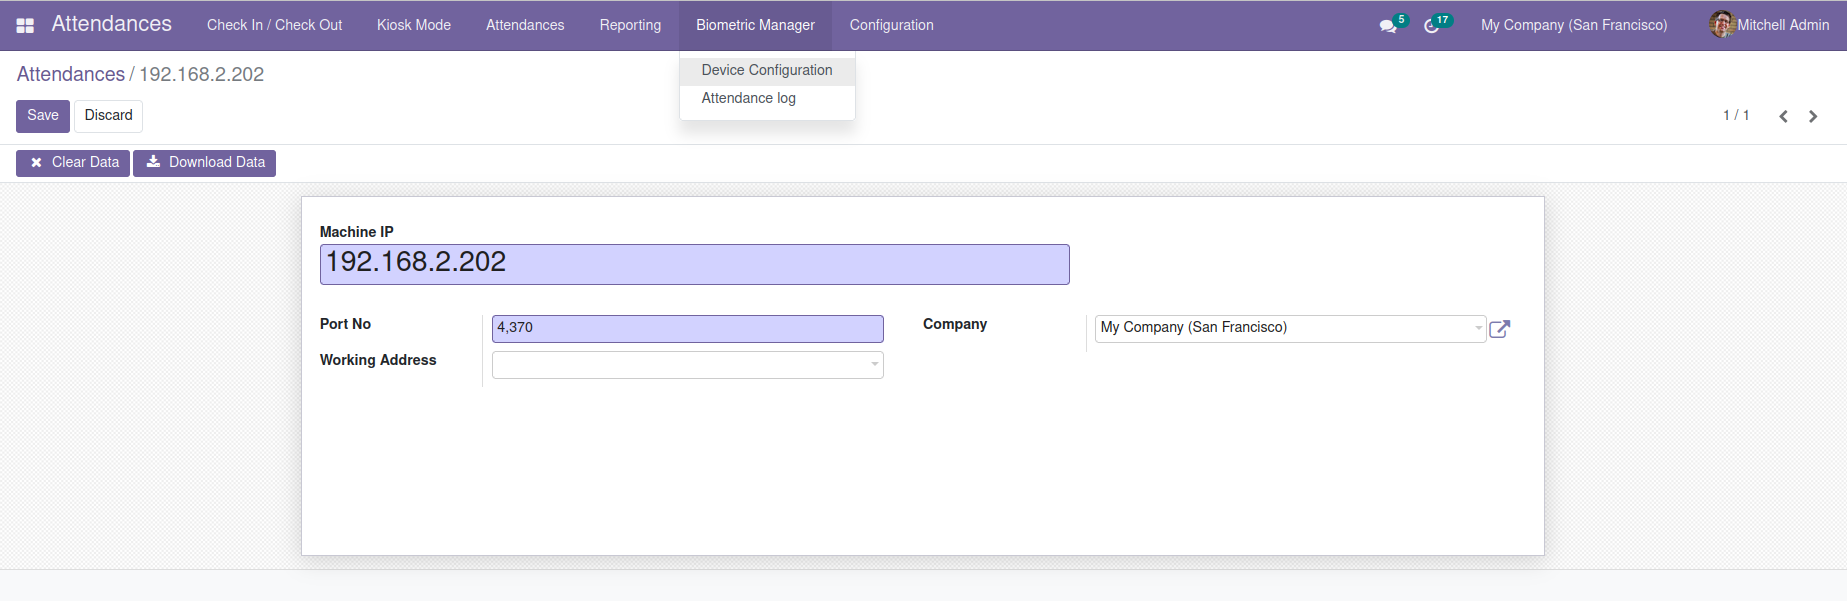 Attendances Check In / Check Out Kiosk Mode Attendances Reporting Biometric Manager Configuration 5 17 My Company (San Francisco) Mitchell Admin
Attendances / 192.168.2.202
Device Configuration
Attendance log
Save Discard
1 / 1
Clear Data Download Data
Machine IP
192.168.2.202
Port No 4,370 Company My Company (San Francisco)
Working Address